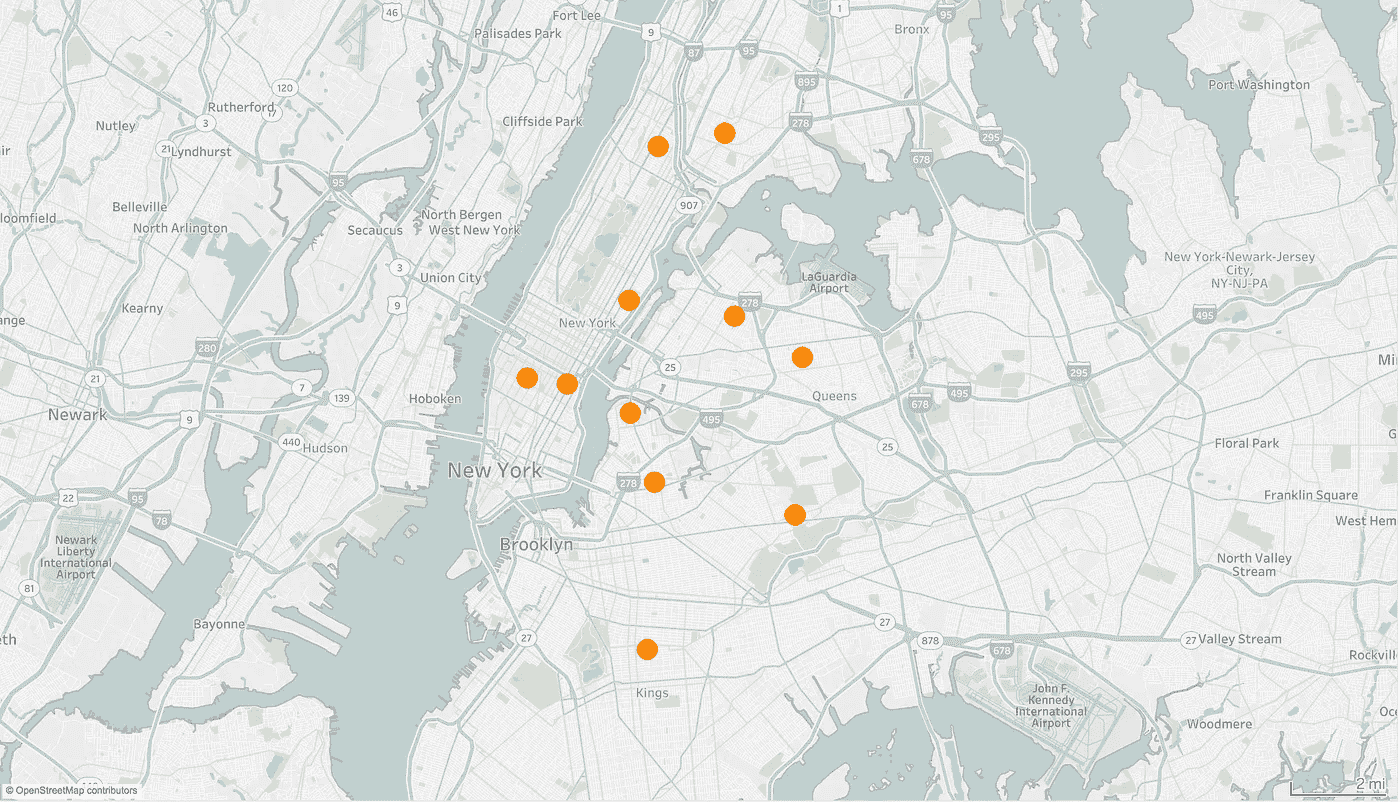 46
Fort Lee
Palisades Park
9
87
95
1
95
Bronx
895
Port Washington
120
Rutherford
17
3
Nutley
Cliffside Park
278
295
21
Lyndhurst
678
95
Belleville
907
North Bergen
loomfield
North Arlington
Secaucus
West New York
3
Union City
LaGuardia
Airport
New York-Newark-Jersey
City,
NY-NJ-PA
9
Kearny
278
495
ange
New York
280
25
295
21
7
139
Hoboken
Queens
495
678
Newark
9
495
440
Hudson
25
Floral Park
New York
278
22
95
Franklin Square
78
West Hem
Newark
Liberty
International
Airport
Brooklyn
North Valley
Stream
81
Bayonne
27
27
878
27
Valley Stream
678
eth
Rockvill
Kings
John F.
Kennedy
International
Airport
Woodmere
2 mi
© OpenStreetMap contributors